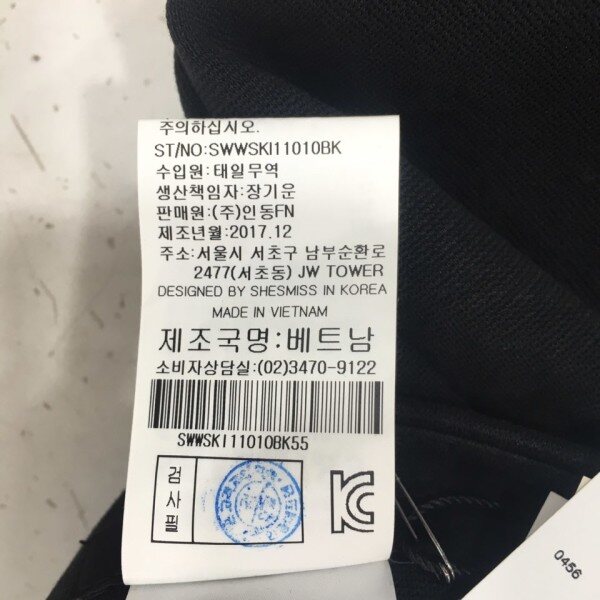 주의하십시오.
ST/NO:SWWSKI11010BK
수입원:태일무역
생산책임자:장기운
판매원:(주)인동FN
제조년월:2017.12
주소:서울시 서초구 남부순환로
2477(서초동) JW TOWER
DESIGNED BY SHESMISS IN KOREA
MADE IN VIETNAM
제조국명:베트남
소비자상담실:(02)3470-9122
SWWSKI11010BK55
검사필
0456